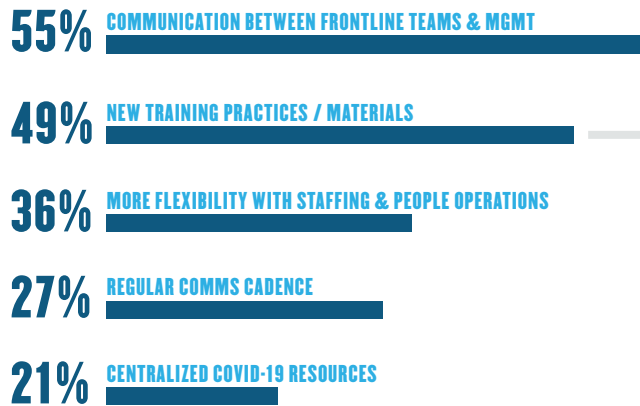 55% COMMUNICATION BETWEEN FRONTLINE TEAMS & MGMT
49% NEW TRAINING PRACTICES / MATERIALS
36% MORE FLEXIBILITY WITH STAFFING & PEOPLE OPERATIONS
27% REGULAR COMMS CADENCE
21% CENTRALIZED COVID-19 RESOURCES